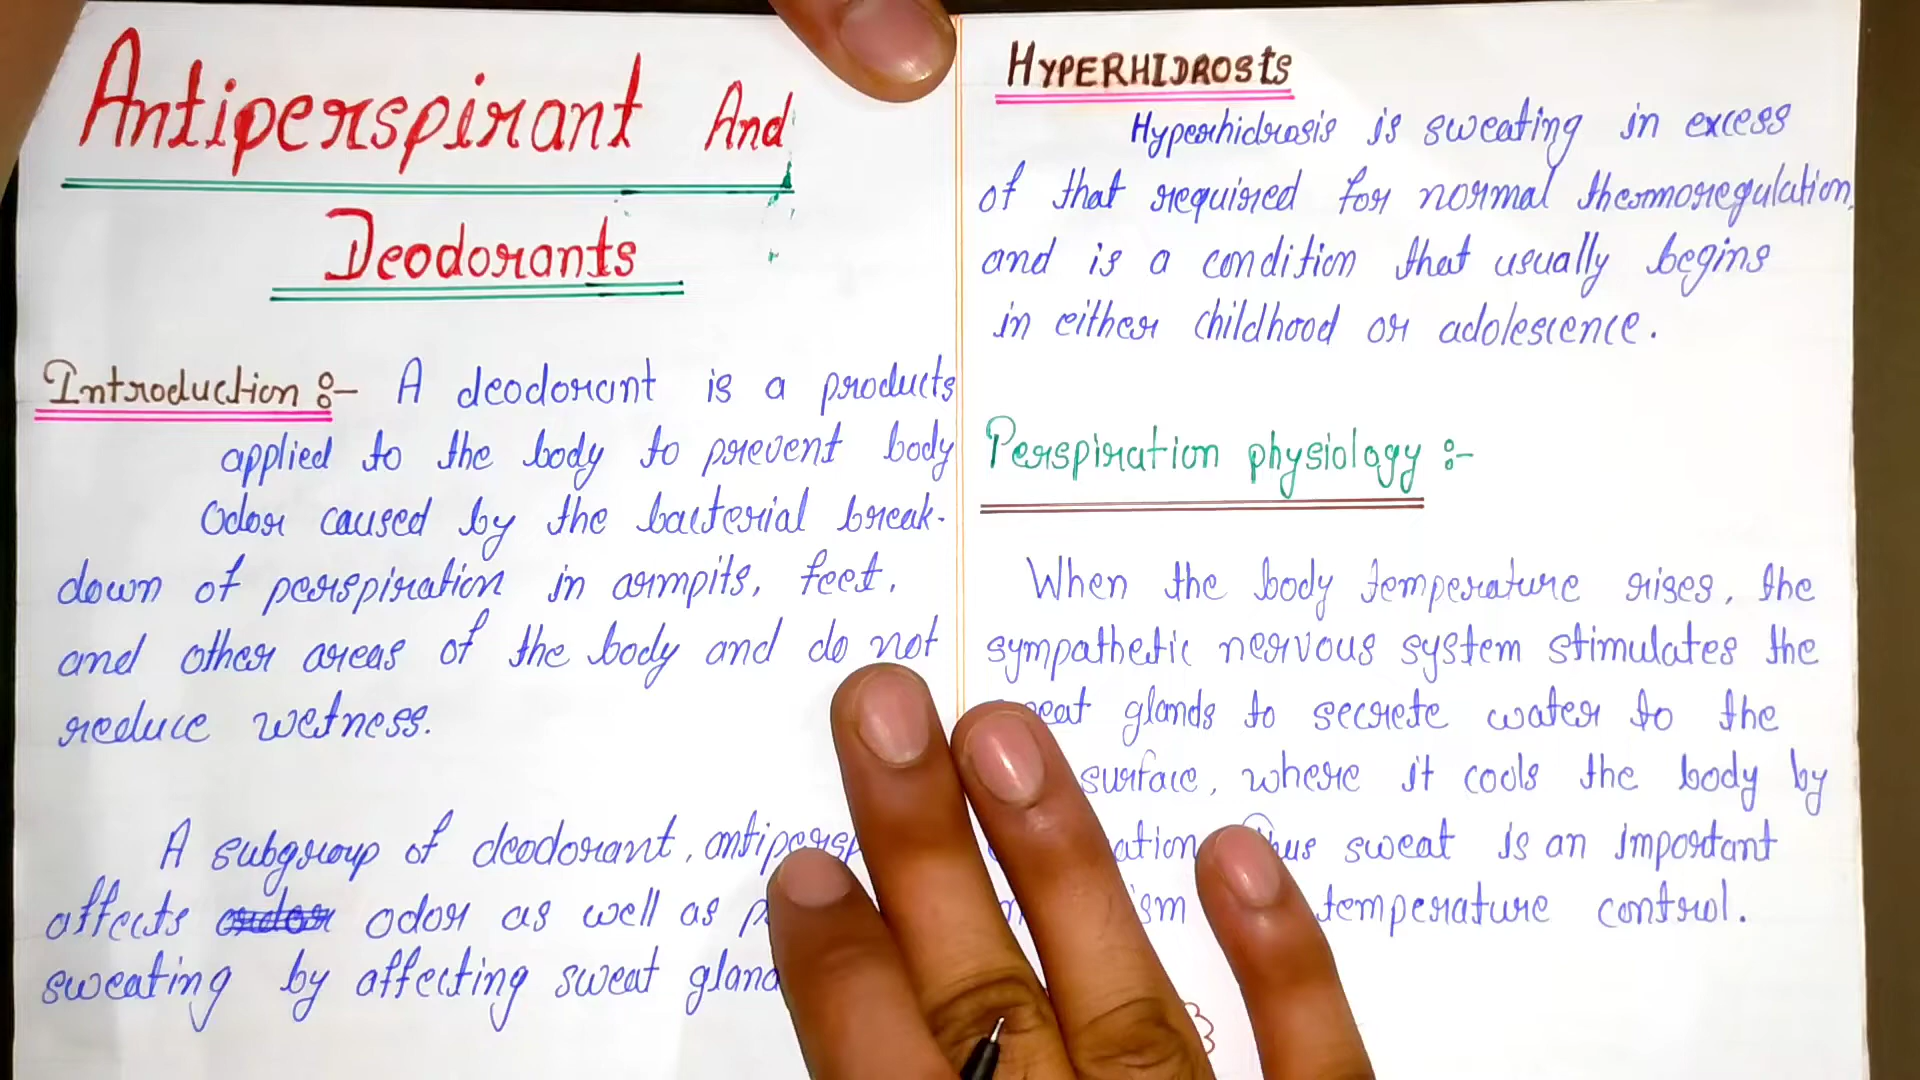 Antiperspirant And
Deodorants
Introduction :- A deodorant is a products
applied to the body to prevent body
Odor caused by the bacterial break-
down of perspiration in armpits, feet,
and other areas of the body and do not
reduce wetness.
A subgroup of deodorant, 
affects odor as well as
sweating by affecting sweat
HYPERHIDROSIS
Hyperhidrosis is sweating in excess
of that required for normal thermoregulation,
and is a condition that usually begins
in either childhood or adolescence.
Perspiration physiology :-
When the body temperature rises, the
sympathetic nervous system stimulates the
glands to secrete water to the
surface, where it cools the body by
sweat is an important
temperature control.